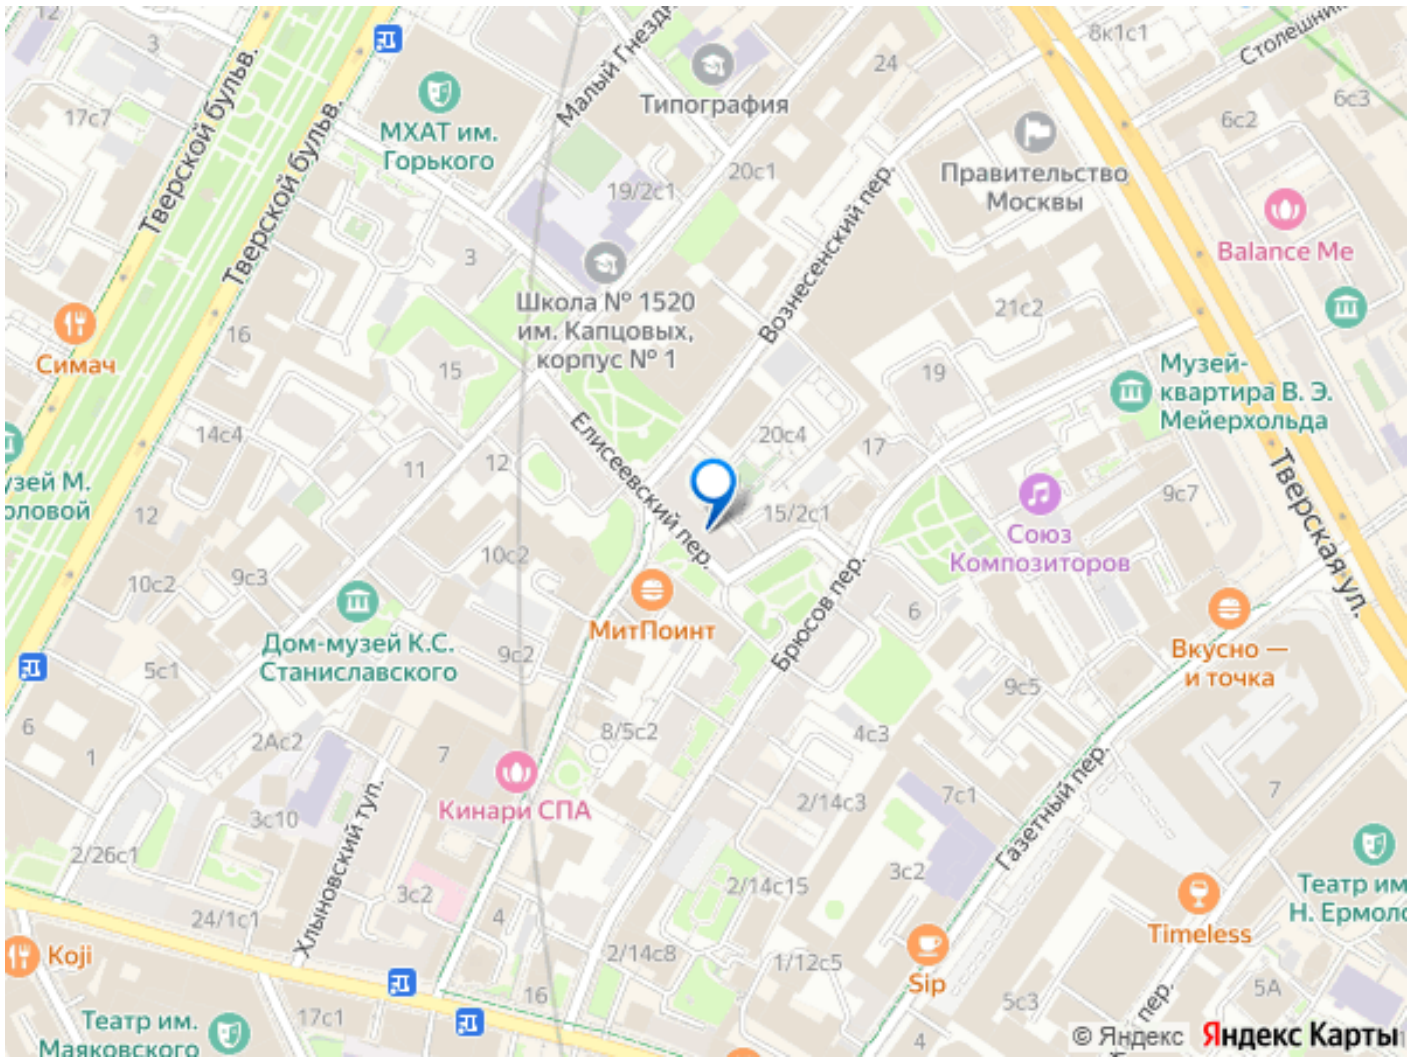 12
3
17с7
Тверской бульв.
Тверской бульв.
МХАТ им.
Горького
Малый Гнездн
Типография
24
8к1с1
Столешник
6с3
6с2
20с1
19/2с1
Правительство
Москвы
Balance Me
Вознесенский пер.
3
Школа № 1520
им. Капцовых,
корпус № 1
21с2
16
Симач
15
19
Музей-
квартира В. Э.
Мейерхольда
14с4
Елисеевский пер.
20с4
17
11
12
узей М.
оловой
12
15/2с1
9с7
Тверская ул.
Союз
Композиторов
10с2
10с2
9с3
МитПоинт
Брюсов пер.
6
Дом-музей К.С.
Станиславского
9с2
Вкусно —
и точка
5с1
9с5
6
1
2Ас2
7
8/5с2
4с3
Кинари СПА
2/14с3
7с1
Газетный пер.
7
3с10
Хлыновский туп.
2/26с1
3с2
2/14с15
3с2
Театр им
Н. Ермоло
24/1с1
4
Timeless
Koji
2/14с8
1/12с5
Sip
16
5с3
пер.
5А
Театр им.
Маяковского
17с1
4
© Яндекс Яндекс Карты